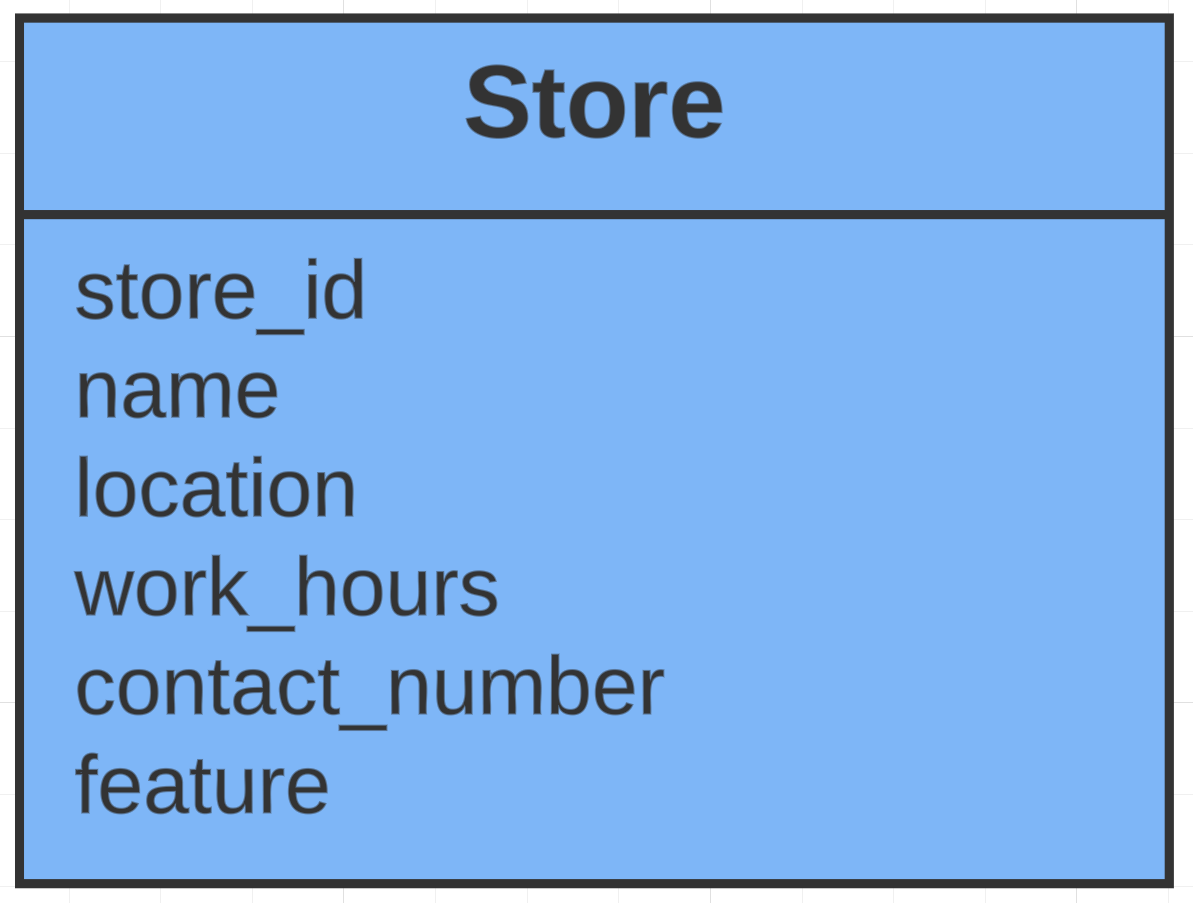 Store
store_id
name
location
work_hours
contact_number
feature